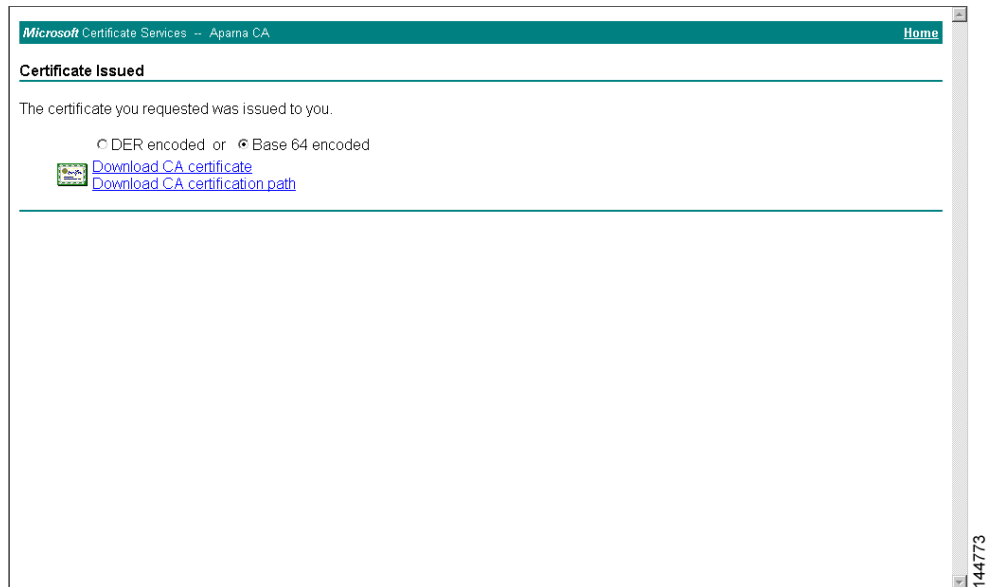 Microsoft Certificate Services -- Aparna CA Home
Certificate Issued
The certificate you requested was issued to you.
DER encoded or Base 64 encoded
Download CA certificate
Download CA certification path
144773